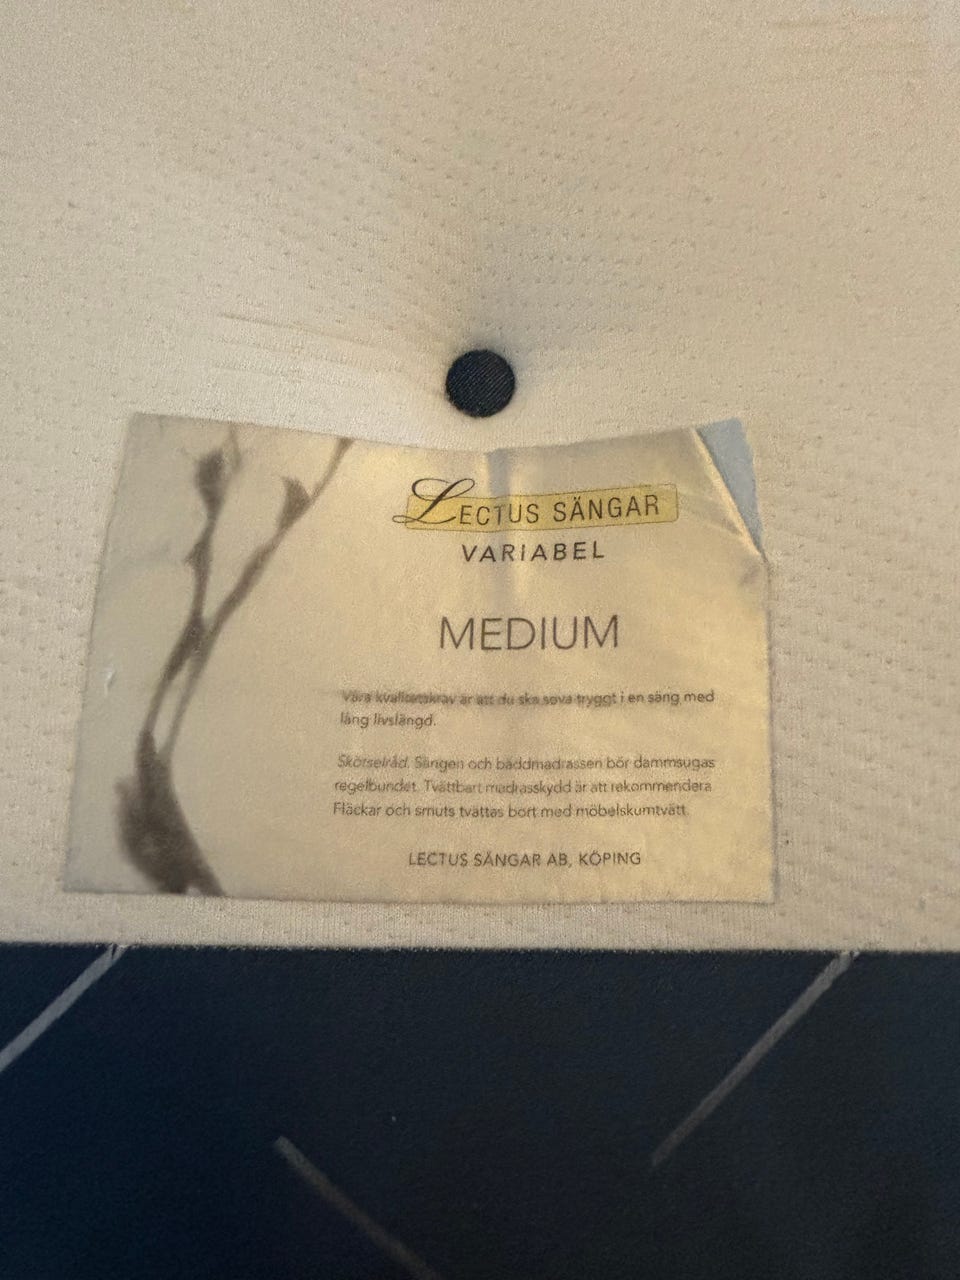 LECTUS SÄNGAR
VARIABEL
MEDIUM
Våra kvalitetskrav är att du ska sova tryggt i en säng med
lång livslängd.
Skötselråd. Sängen och bäddmadrassen bör dammsugas
regelbundet. Tvättbart madrasskydd är att rekommendera
Fläckar och smuts tvättas bort med möbelskumtvätt.
LECTUS SÄNGAR AB, KÖPING